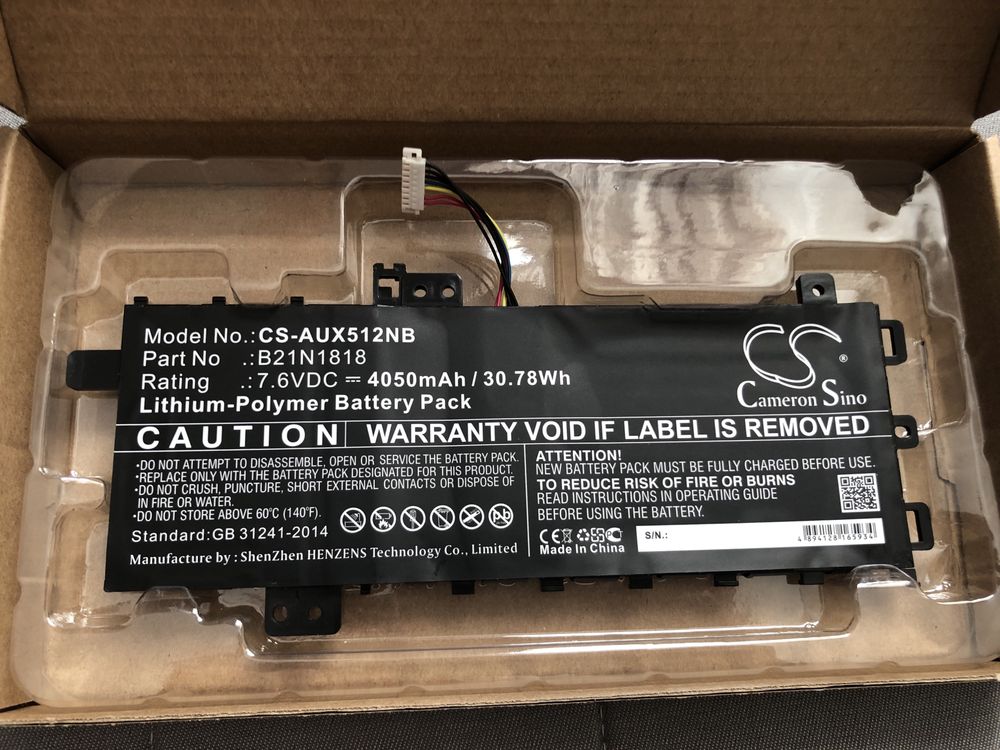 Model No.:CS-AUX512NB
Part No .:B21N1818
Rating .:7.6VDC ⎓ 4050mAh / 30.78Wh
Lithium-Polymer Battery Pack
CS®
Cameron Sino
CAUTION
WARRANTY VOID IF LABEL IS REMOVED
•DO NOT ATTEMPT TO DISASSEMBLE, OPEN OR SERVICE THE BATTERY PACK.
•REPLACE ONLY WITH THE BATTERY PACK DESIGNATED FOR THIS PRODUCT.
•DO NOT CRUSH, PUNCTURE, SHORT EXTERNAL CONTACTS OR DISPOSE OF
IN FIRE OR WATER.
•DO NOT STORE ABOVE 60°C (140°F).
Standard:GB 31241-2014
Manufacture by : ShenZhen HENZENS Technology Co., Limited
ATTENTION!
NEW BATTERY PACK MUST BE FULLY CHARGED BEFORE USE.
TO REDUCE RISK OF FIRE OR BURNS
READ INSTRUCTIONS IN OPERATING GUIDE
BEFORE USING THE BATTERY.
CE
Made In China
S/N.:
4894128165934
Pb